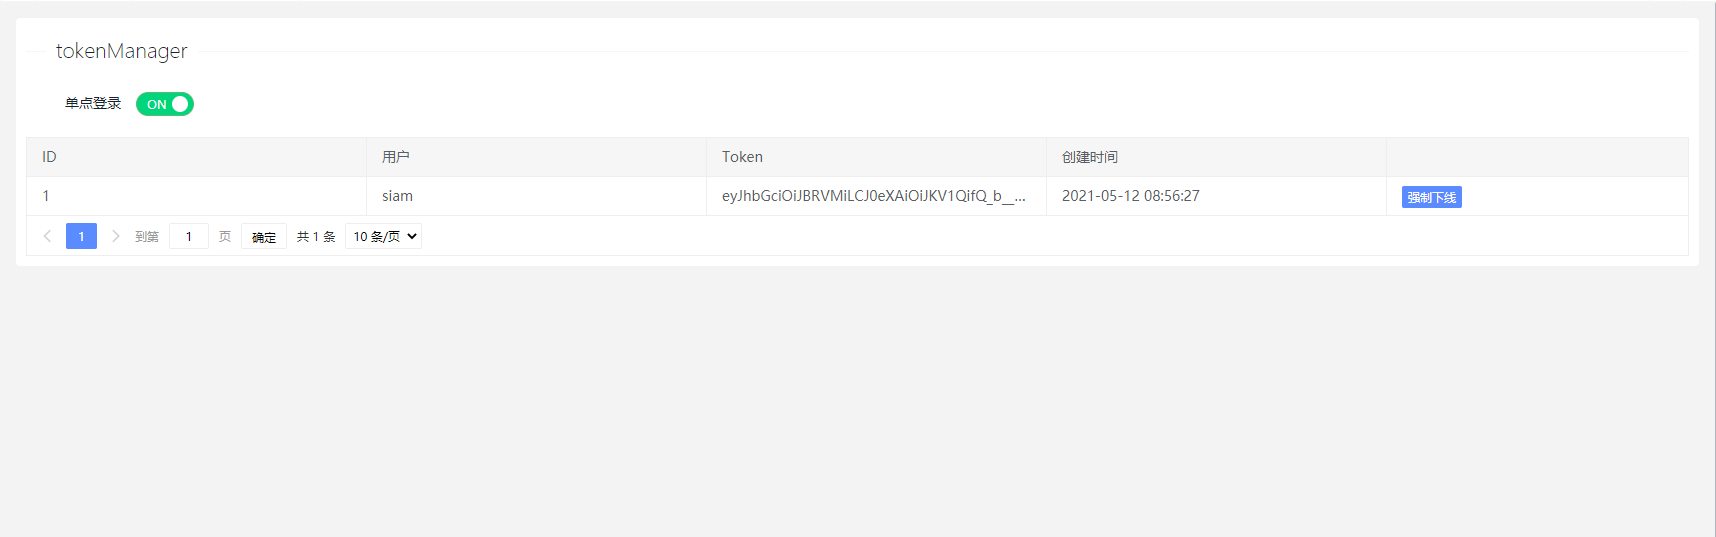 tokenManager
单点登录 ON
ID 用户 Token 创建时间
1 siam eyJhbGciOiJBRVMiLCJ0eXAiOiJKV1QifQ_b__... 2021-05-12 08:56:27 强制下线
1 到第 1 页 确定 共 1 条 10 条/页